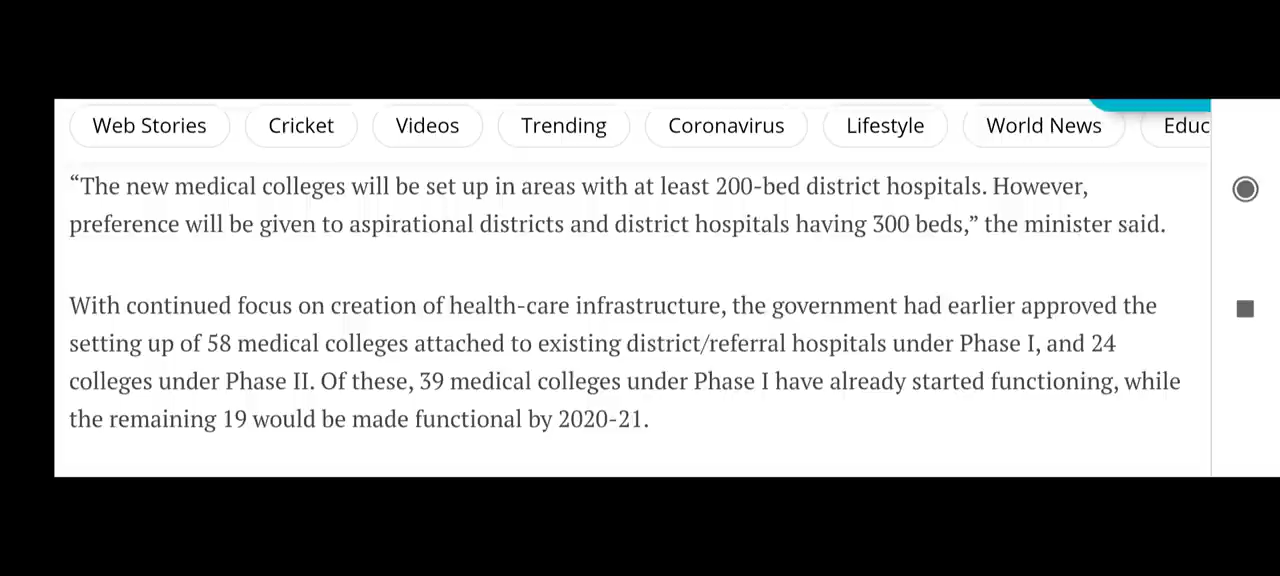 Web Stories Cricket Videos Trending Coronavirus Lifestyle World News Educ
“The new medical colleges will be set up in areas with at least 200-bed district hospitals. However,
preference will be given to aspirational districts and district hospitals having 300 beds,” the minister said.
With continued focus on creation of health-care infrastructure, the government had earlier approved the
setting up of 58 medical colleges attached to existing district/referral hospitals under Phase I, and 24
colleges under Phase II. Of these, 39 medical colleges under Phase I have already started functioning, while
the remaining 19 would be made functional by 2020-21.